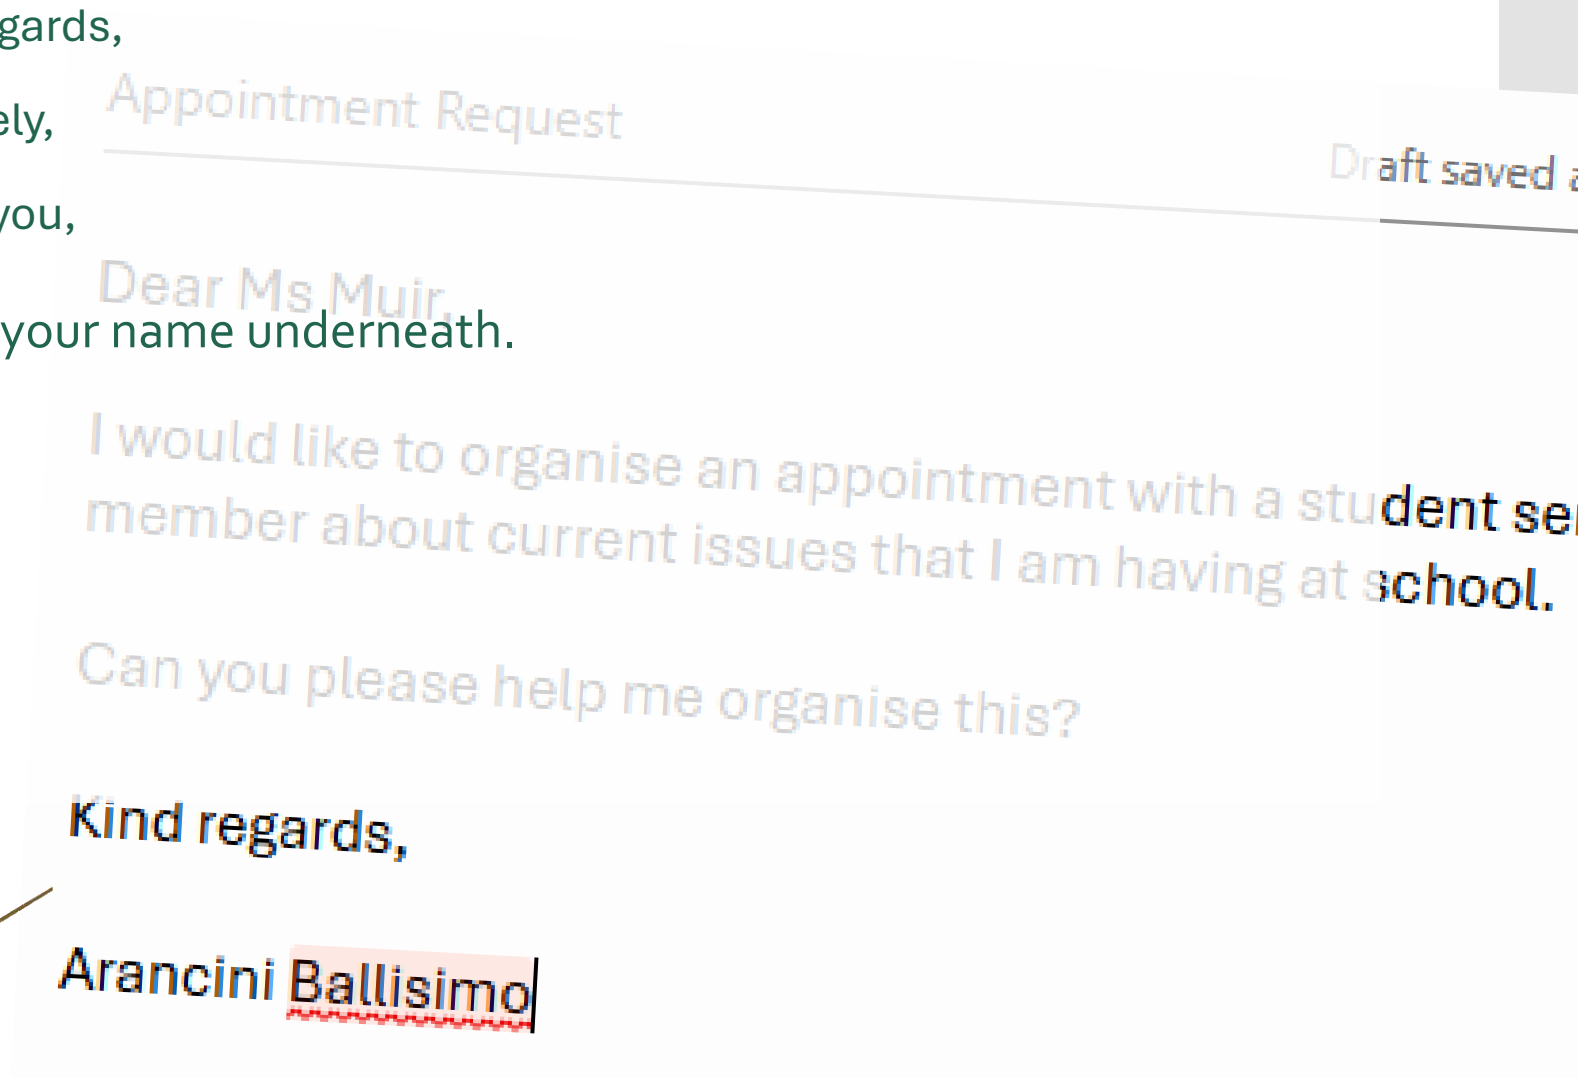 gards,
ely,
you,
your name underneath.
Appointment Request
Draft saved a
Dear Ms Muir,
I would like to organise an appointment with a student ser
member about current issues that I am having at school.
Can you please help me organise this?
Kind regards,
Arancini Ballisimo